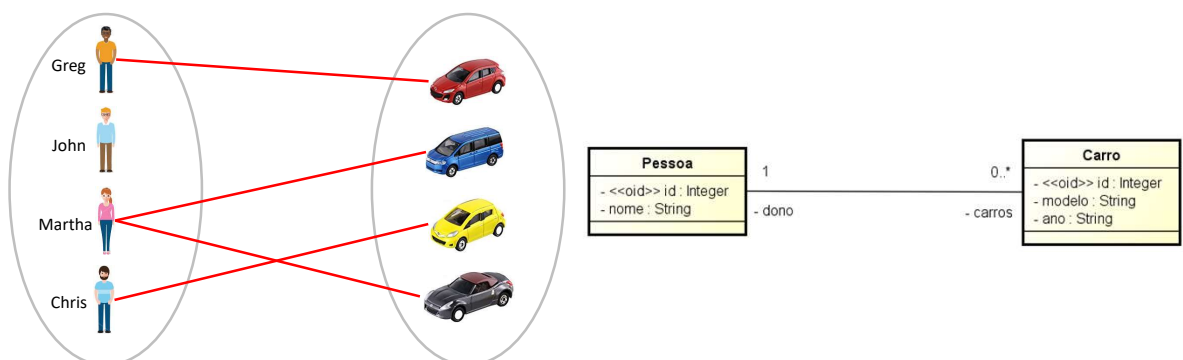 Greg
John
Martha
Chris
Pessoa
- <<oid>> id : Integer
- nome : String
1
- dono
0..*
- carros
Carro
- <<oid>> id : Integer
- modelo : String
- ano : String